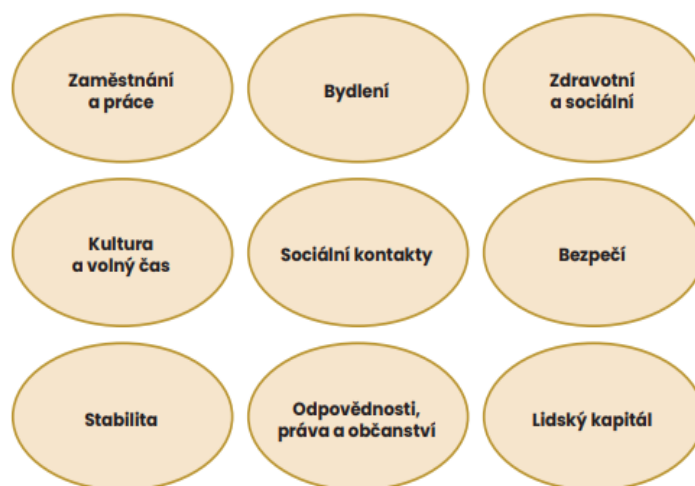 Zaměstnání
a práce
Bydlení
Zdravotní
a sociální
Kultura
a volný čas
Sociální kontakty
Bezpečí
Stabilita
Odpovědnosti,
práva a občanství
Lidský kapitál